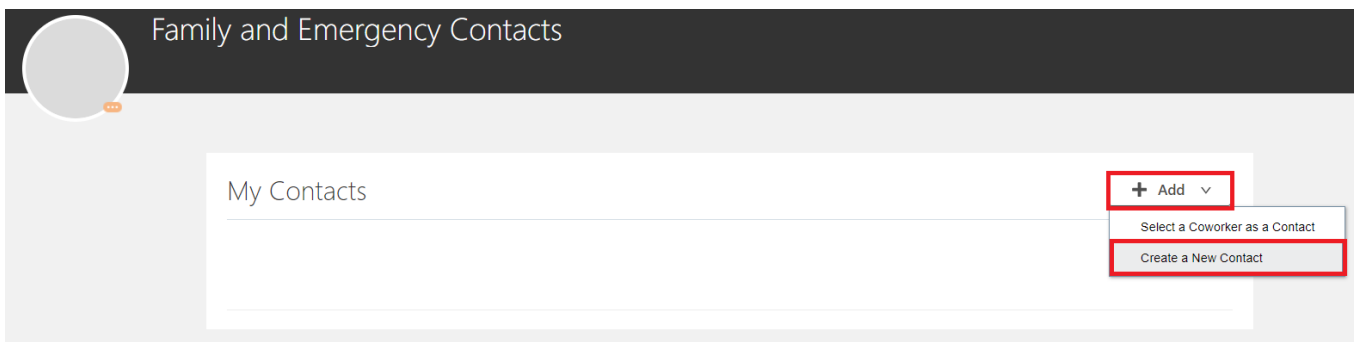 Family and Emergency Contacts
My Contacts
Add
Select a Coworker as a Contact
Create a New Contact